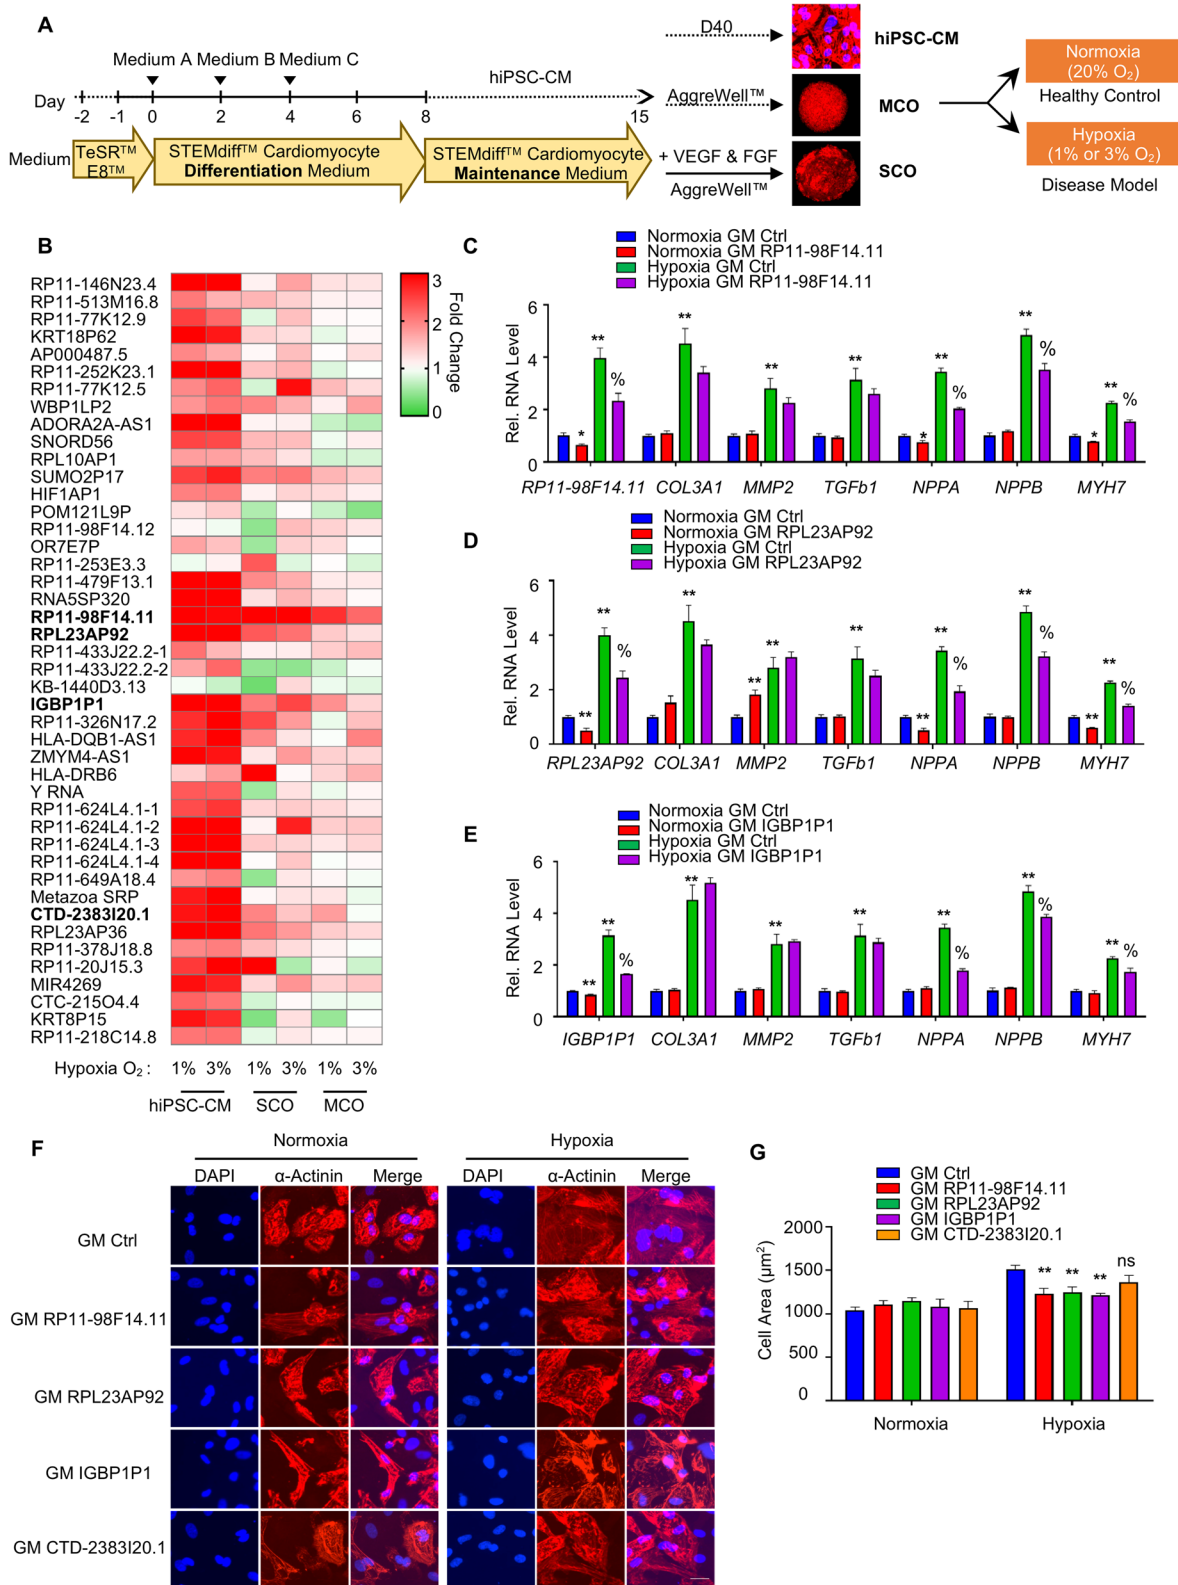 A
Medium A Medium B Medium C
hiPSC-CM
Day
-2 -1 0 2 4 8 15
Medium
TeSR™
E8™
STEMdiff™ Cardiomyocyte
Differentiation Medium
STEMdiff™ Cardiomyocyte
Maintenance Medium
D40
AggreWell™
+ VEGF & FGF
AggreWell™
hiPSC-CM
MCO
SCO
Normoxia
(20% O₂)
Healthy Control
Hypoxia
(1% or 3% O₂)
Disease Model
B
RP11-146N23.4
RP11-513M16.8
RP11-77K12.9
KRT18P62
AP000487.5
RP11-252K23.1
RP11-77K12.5
WBP1LP2
ADORA2A-AS1
SNORD56
RPL10AP1
SUMO2P17
HIF1AP1
POM121L9P
RP11-98F14.12
OR7E7P
RP11-253E3.3
RP11-479F13.1
RNA5SP320
RP11-98F14.11
RPL23AP92
RP11-433J22.2-1
RP11-433J22.2-2
KB-1440D3.13
IGBP1P1
RP11-326N17.2
HLA-DQB1-AS1
ZMYM4-AS1
HLA-DRB6
Y RNA
RP11-624L4.1-1
RP11-624L4.1-2
RP11-624L4.1-3
RP11-624L4.1-4
RP11-649A18.4
Metazoa SRP
CTD-2383I20.1
RPL23AP36
RP11-378J18.8
RP11-20J15.3
MIR4269
CTC-215O4.4
KRT8P15
RP11-218C14.8
Hypoxia O₂ : 1% 3% 1% 3% 1% 3%
hiPSC-CM SCO MCO
3
2
1
0
Fold Change
C
Normoxia GM Ctrl
Normoxia GM RP11-98F14.11
Hypoxia GM Ctrl
Hypoxia GM RP11-98F14.11
Rel. RNA Level
6
4
2
0
* ** % ** ** ** * ** % ** % * ** %
RP11-98F14.11 COL3A1 MMP2 TGFb1 NPPA NPPB MYH7
D
Normoxia GM Ctrl
Normoxia GM RPL23AP92
Hypoxia GM Ctrl
Hypoxia GM RPL23AP92
Rel. RNA Level
6
4
2
0
** ** % ** ** ** ** ** ** % ** % ** ** %
RPL23AP92 COL3A1 MMP2 TGFb1 NPPA NPPB MYH7
E
Normoxia GM Ctrl
Normoxia GM IGBP1P1
Hypoxia GM Ctrl
Hypoxia GM IGBP1P1
Rel. RNA Level
6
4
2
0
** ** % ** ** ** ** % ** % ** %
IGBP1P1 COL3A1 MMP2 TGFb1 NPPA NPPB MYH7
F
Normoxia Hypoxia
DAPI α-Actinin Merge DAPI α-Actinin Merge
GM Ctrl
GM RP11-98F14.11
GM RPL23AP92
GM IGBP1P1
GM CTD-2383I20.1
G
GM Ctrl
GM RP11-98F14.11
GM RPL23AP92
GM IGBP1P1
GM CTD-2383I20.1
Cell Area (µm²)
2000
1500
1000
500
0
** ** ** ns
Normoxia Hypoxia